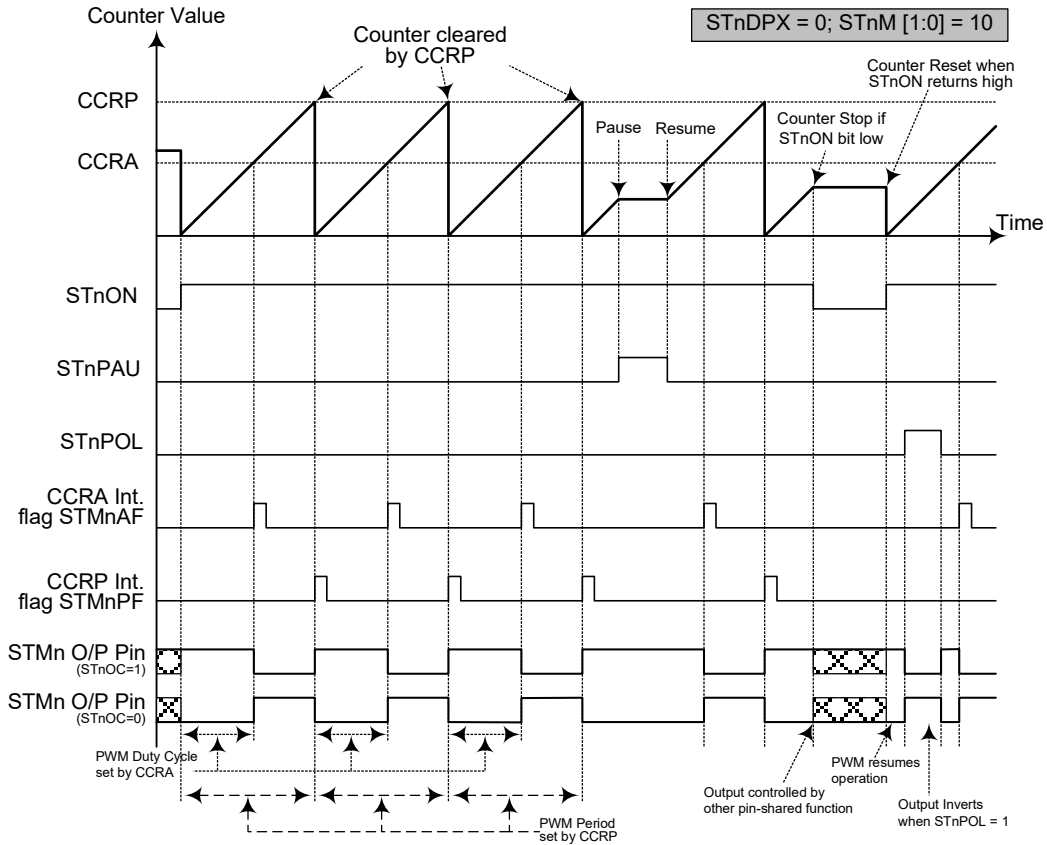 Counter Value
STnDPX = 0; STnM [1:0] = 10
Counter cleared
by CCRP
Counter Reset when
STnON returns high
CCRP
Pause
Resume
Counter Stop if
STnON bit low
CCRA
Time
STnON
STnPAU
STnPOL
CCRA Int.
flag STMnAF
CCRP Int.
flag STMnPF
STMn O/P Pin
(STnOC=1)
STMn O/P Pin
(STnOC=0)
PWM Duty Cycle
set by CCRA
PWM resumes
operation
Output controlled by
other pin-shared function
Output Inverts
when STnPOL = 1
PWM Period
set by CCRP